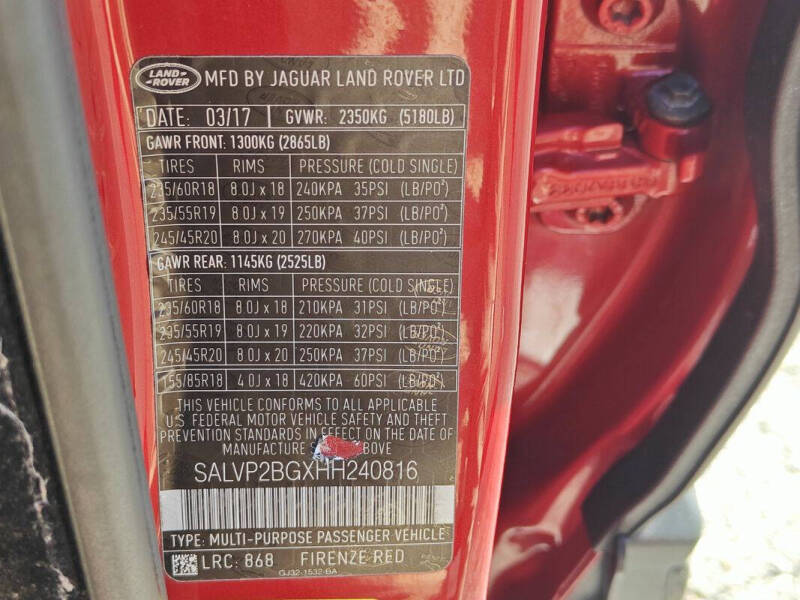 LAND ROVER MFD BY JAGUAR LAND ROVER LTD
DATE: 03/17 GVWR: 2350KG (5180LB)
GAWR FRONT: 1300KG (2865LB)
TIRES RIMS PRESSURE (COLD SINGLE)
235/60R18 8.0J x 18 240KPA 35PSI (LB/PO²)
235/55R19 8.0J x 19 250KPA 37PSI (LB/PO²)
245/45R20 8.0J x 20 270KPA 40PSI (LB/PO²)
GAWR REAR: 1145KG (2525LB)
TIRES RIMS PRESSURE (COLD SINGLE)
235/60R18 8.0J x 18 210KPA 31PSI (LB/PO²)
235/55R19 8.0J x 19 220KPA 32PSI (LB/PO²)
245/45R20 8.0J x 20 250KPA 37PSI (LB/PO²)
155/85R18 4.0J x 18 420KPA 60PSI (LB/PO²)
THIS VEHICLE CONFORMS TO ALL APPLICABLE
U.S FEDERAL MOTOR VEHICLE SAFETY AND THEFT
PREVENTION STANDARDS IN EFFECT ON THE DATE OF
MANUFACTURE ABOVE
SALVP2BGXHH240816
TYPE: MULTI-PURPOSE PASSENGER VEHICLE
LRC: 868 FIRENZE RED
GJ32-1532-BA